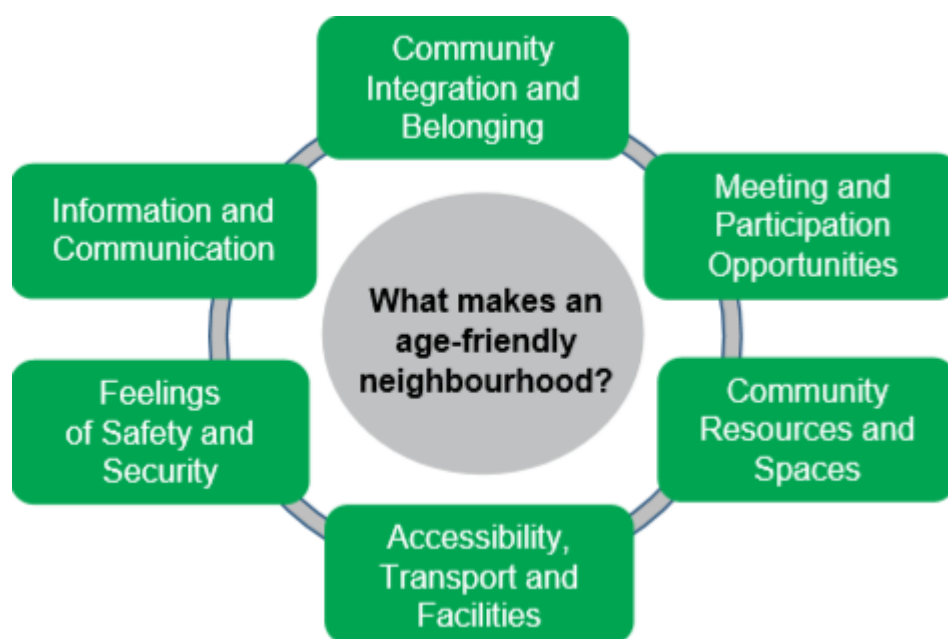 Community
Integration and
Belonging
Meeting and
Participation
Opportunities
Community
Resources and
Spaces
Accessibility,
Transport and
Facilities
Feelings
of Safety and
Security
Information and
Communication
What makes an
age-friendly
neighbourhood?